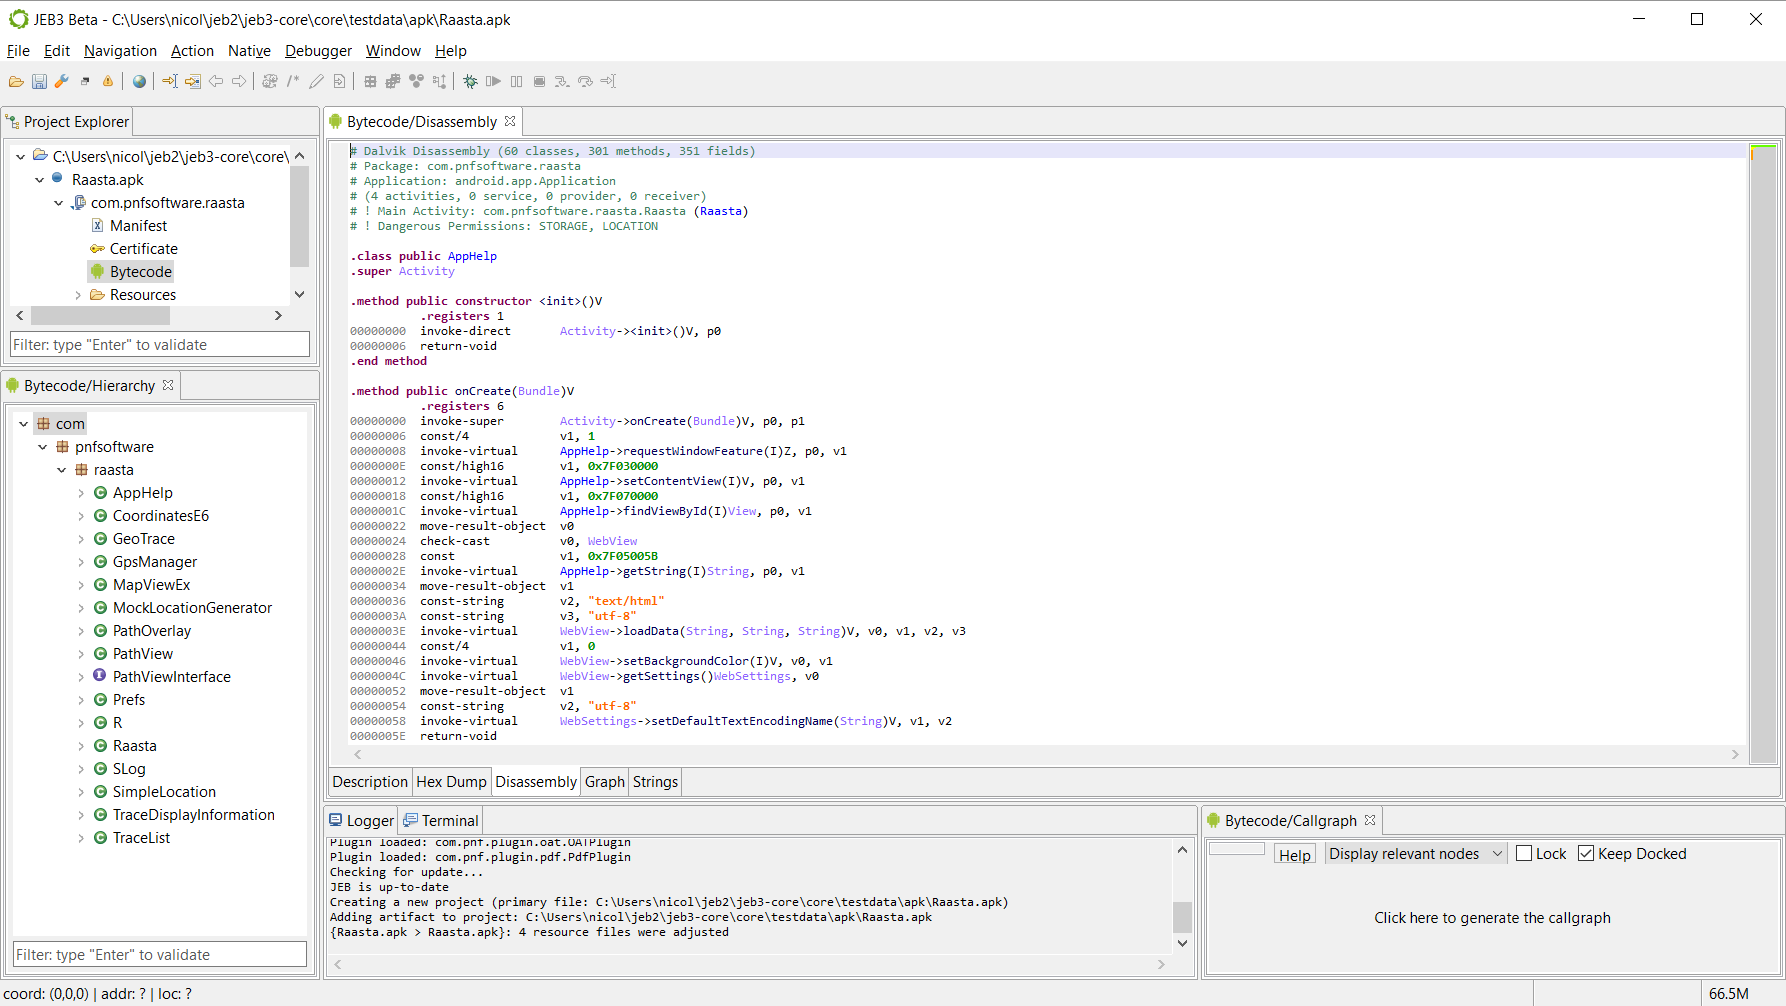 JEB3 Beta - C:\Users\nicol\jeb2\jeb3-core\core\testdata\apk\Raasta.apk
File Edit Navigation Action Native Debugger Window Help
Project Explorer
C:\Users\nicol\jeb2\jeb3-core\core\
Raasta.apk
com.pnfsoftware.raasta
Manifest
Certificate
Bytecode
Resources
Filter: type "Enter" to validate
Bytecode/Hierarchy
com
pnfsoftware
raasta
AppHelp
CoordinatesE6
GeoTrace
GpsManager
MapViewEx
MockLocationGenerator
PathOverlay
PathView
PathViewInterface
Prefs
R
Raasta
SLog
SimpleLocation
TraceDisplayInformation
TraceList
Filter: type "Enter" to validate
Bytecode/Disassembly
# Dalvik Disassembly (60 classes, 301 methods, 351 fields)
# Package: com.pnfsoftware.raasta
# Application: android.app.Application
# (4 activities, 0 service, 0 provider, 0 receiver)
# ! Main Activity: com.pnfsoftware.raasta.Raasta (Raasta)
# ! Dangerous Permissions: STORAGE, LOCATION
.class public AppHelp
.super Activity
.method public constructor <init>()V
.registers 1
00000000 invoke-direct Activity-><init>()V, p0
00000006 return-void
.end method
.method public onCreate(Bundle)V
.registers 6
00000000 invoke-super Activity->onCreate(Bundle)V, p0, p1
00000006 const/4 v1, 1
00000008 invoke-virtual AppHelp->requestWindowFeature(I)Z, p0, v1
0000000E const/high16 v1, 0x7F030000
00000012 invoke-virtual AppHelp->setContentView(I)V, p0, v1
00000018 const/high16 v1, 0x7F070000
0000001C invoke-virtual AppHelp->findViewById(I)View, p0, v1
00000022 move-result-object v0
00000024 check-cast v0, WebView
00000028 const v1, 0x7F05005B
0000002E invoke-virtual AppHelp->getString(I)String, p0, v1
00000034 move-result-object v1
00000036 const-string v2, "text/html"
0000003A const-string v3, "utf-8"
0000003E invoke-virtual WebView->loadData(String, String, String)V, v0, v1, v2, v3
00000044 const/4 v1, 0
00000046 invoke-virtual WebView->setBackgroundColor(I)V, v0, v1
0000004C invoke-virtual WebView->getSettings()WebSettings, v0
00000052 move-result-object v1
00000054 const-string v2, "utf-8"
00000058 invoke-virtual WebSettings->setDefaultTextEncodingName(String)V, v1, v2
0000005E return-void
Description Hex Dump Disassembly Graph Strings
Logger Terminal
Plugin loaded: com.pnf.plugin.oat.OATPlugin
Plugin loaded: com.pnf.plugin.pdf.PdfPlugin
Checking for update...
JEB is up-to-date
Creating a new project (primary file: C:\Users\nicol\jeb2\jeb3-core\core\testdata\apk\Raasta.apk)
Adding artifact to project: C:\Users\nicol\jeb2\jeb3-core\core\testdata\apk\Raasta.apk
{Raasta.apk > Raasta.apk}: 4 resource files were adjusted
Bytecode/Callgraph
Help Display relevant nodes Lock Keep Docked
Click here to generate the callgraph
coord: (0,0,0) | addr: ? | loc: ?
66.5M